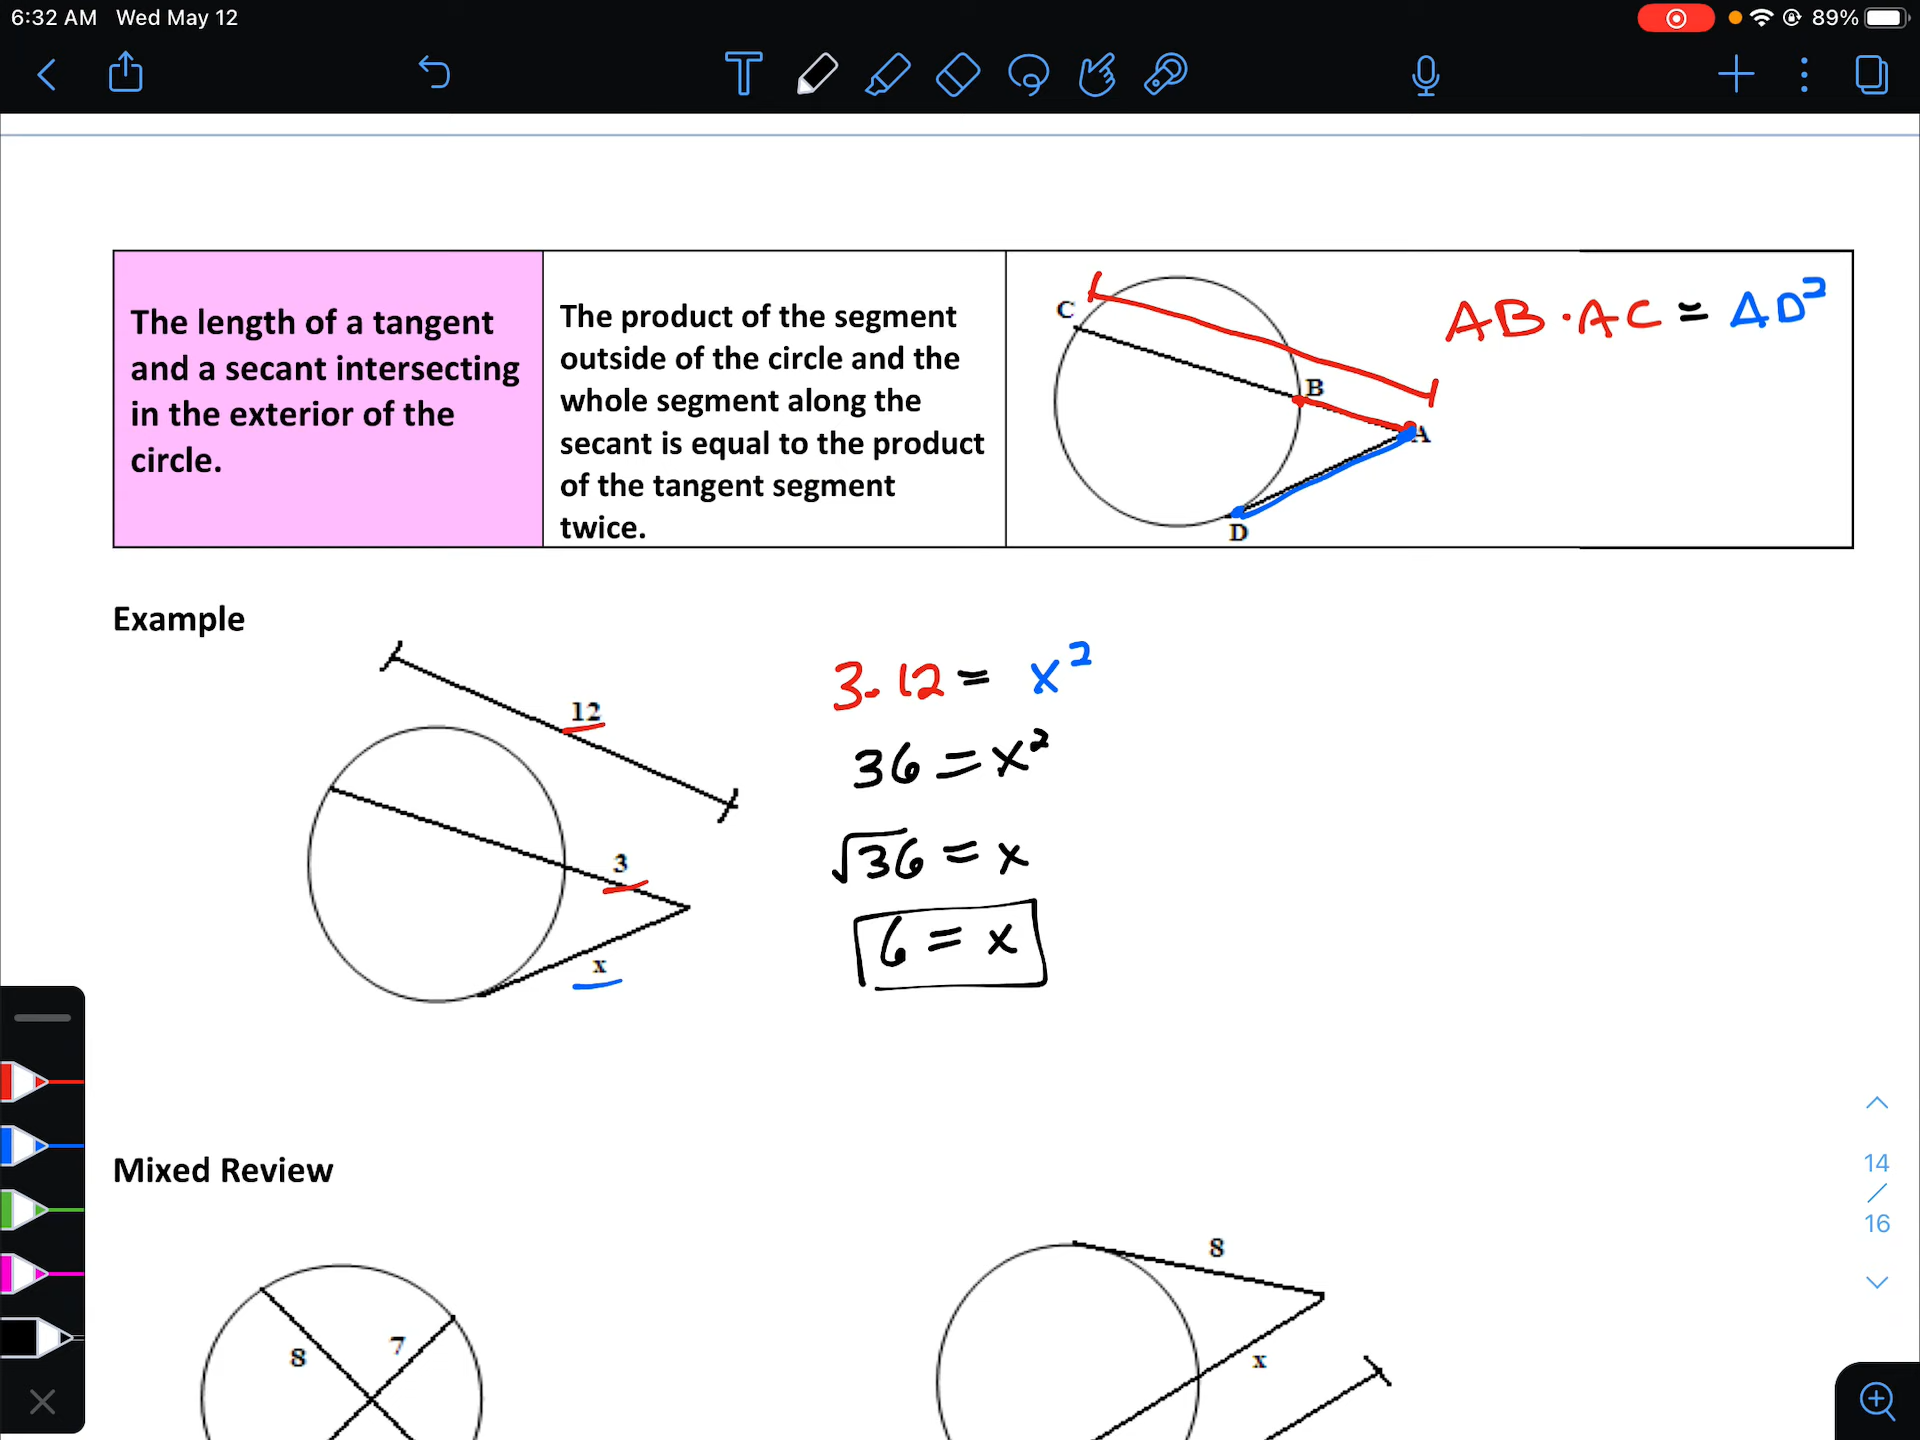 6:32 AM Wed May 12
89%
The length of a tangent
and a secant intersecting
in the exterior of the
circle.
The product of the segment
outside of the circle and the
whole segment along the
secant is equal to the product
of the tangent segment
twice.
C
B
A
D
AB · AC = AD²
Example
12
3
x
3 · 12 = x²
36 = x²
√36 = x
6 = x
Mixed Review
8
7
8
x
14
/
16